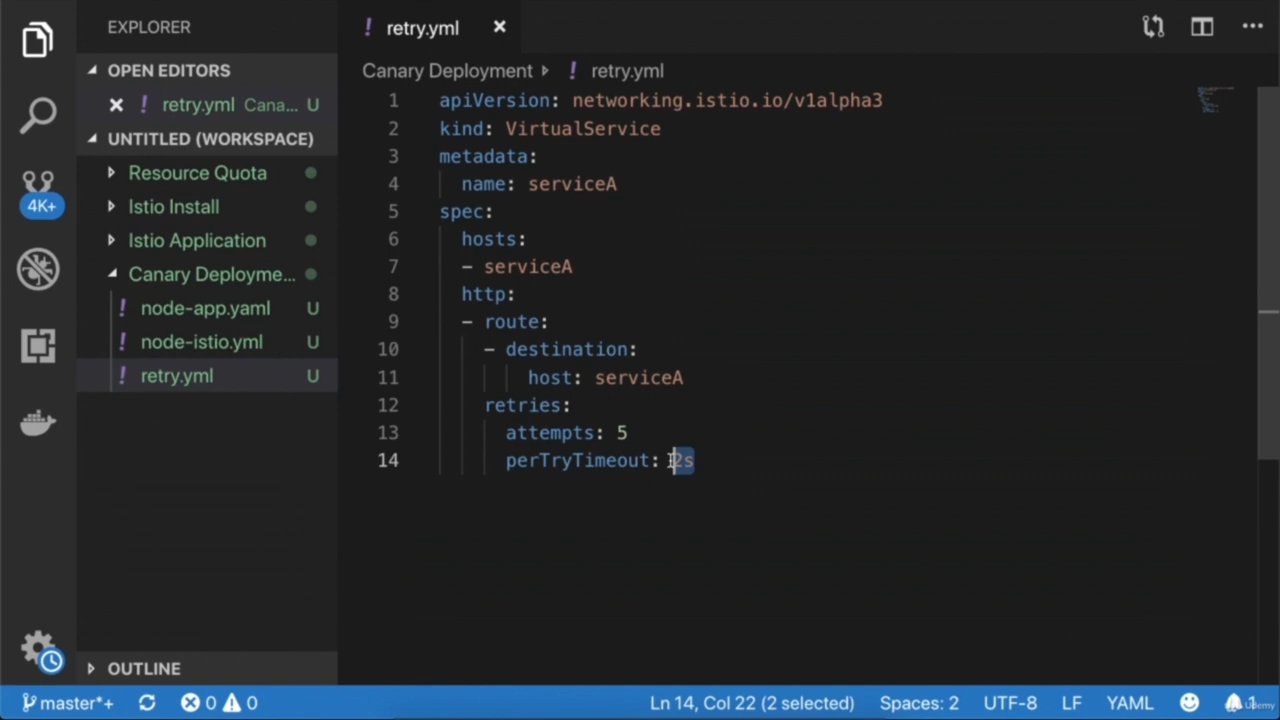 EXPLORER
OPEN EDITORS
retry.yml Cana... U
UNTITLED (WORKSPACE)
Resource Quota
Istio Install
Istio Application
Canary Deployme...
! node-app.yaml U
! node-istio.yml U
! retry.yml U
OUTLINE
4K+
! retry.yml
Canary Deployment ! retry.yml
1 apiVersion: networking.istio.io/v1alpha3
2 kind: VirtualService
3 metadata:
4 name: serviceA
5 spec:
6 hosts:
7 - serviceA
8 http:
9 - route:
10 - destination:
11 host: serviceA
12 retries:
13 attempts: 5
14 perTryTimeout: 2s
master*+ 0 0 Ln 14, Col 22 (2 selected) Spaces: 2 UTF-8 LF YAML 1
Udemy